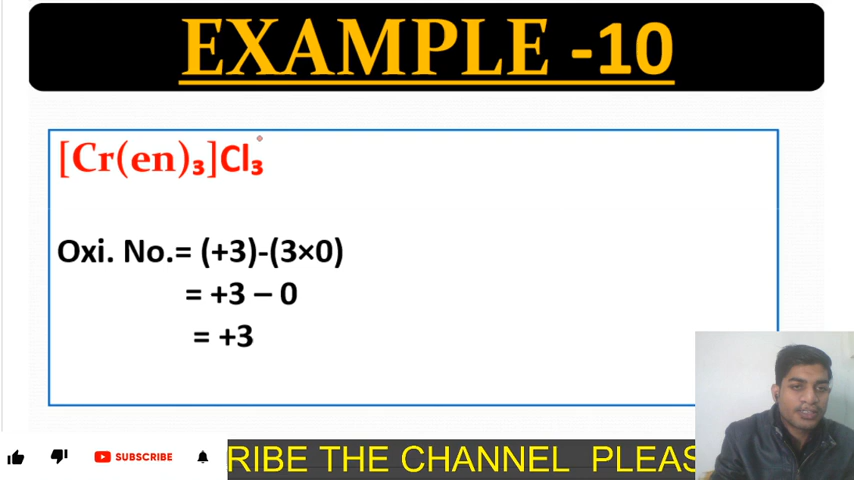 EXAMPLE -10
[Cr(en)₃]Cl₃
Oxi. No.= (+3)-(3×0)
= +3 – 0
= +3
SUBSCRIBE
RIBE THE CHANNEL PLEAS